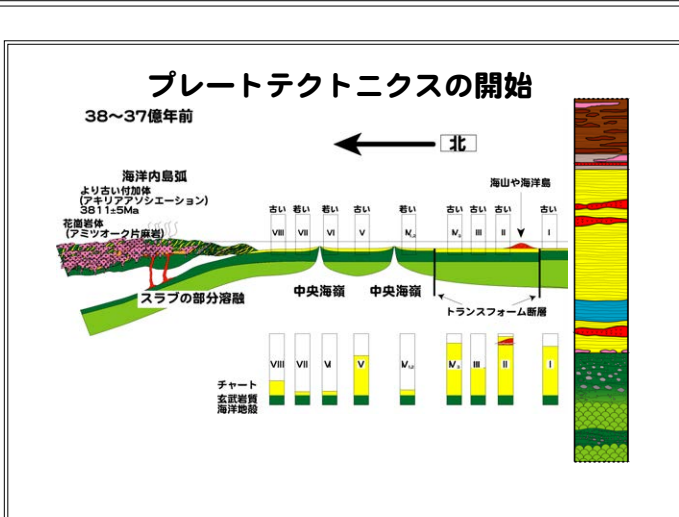 プレートテクトニクスの開始
38〜37億年前
北
海洋内島弧
より古い付加体
(アキリアアソシエーション)
3811±5Ma
花崗岩体
(アミツオーク片麻岩)
海山や海洋島
古い 若い 若い 古い 若い 古い 古い 古い 古い
VIII VII VI V IV1,2 IV3 III II I
スラブの部分溶融
中央海嶺 中央海嶺
トランスフォーム断層
VIII VII VI V IV1,2 IV3 III II I
チャート
玄武岩質
海洋地殻